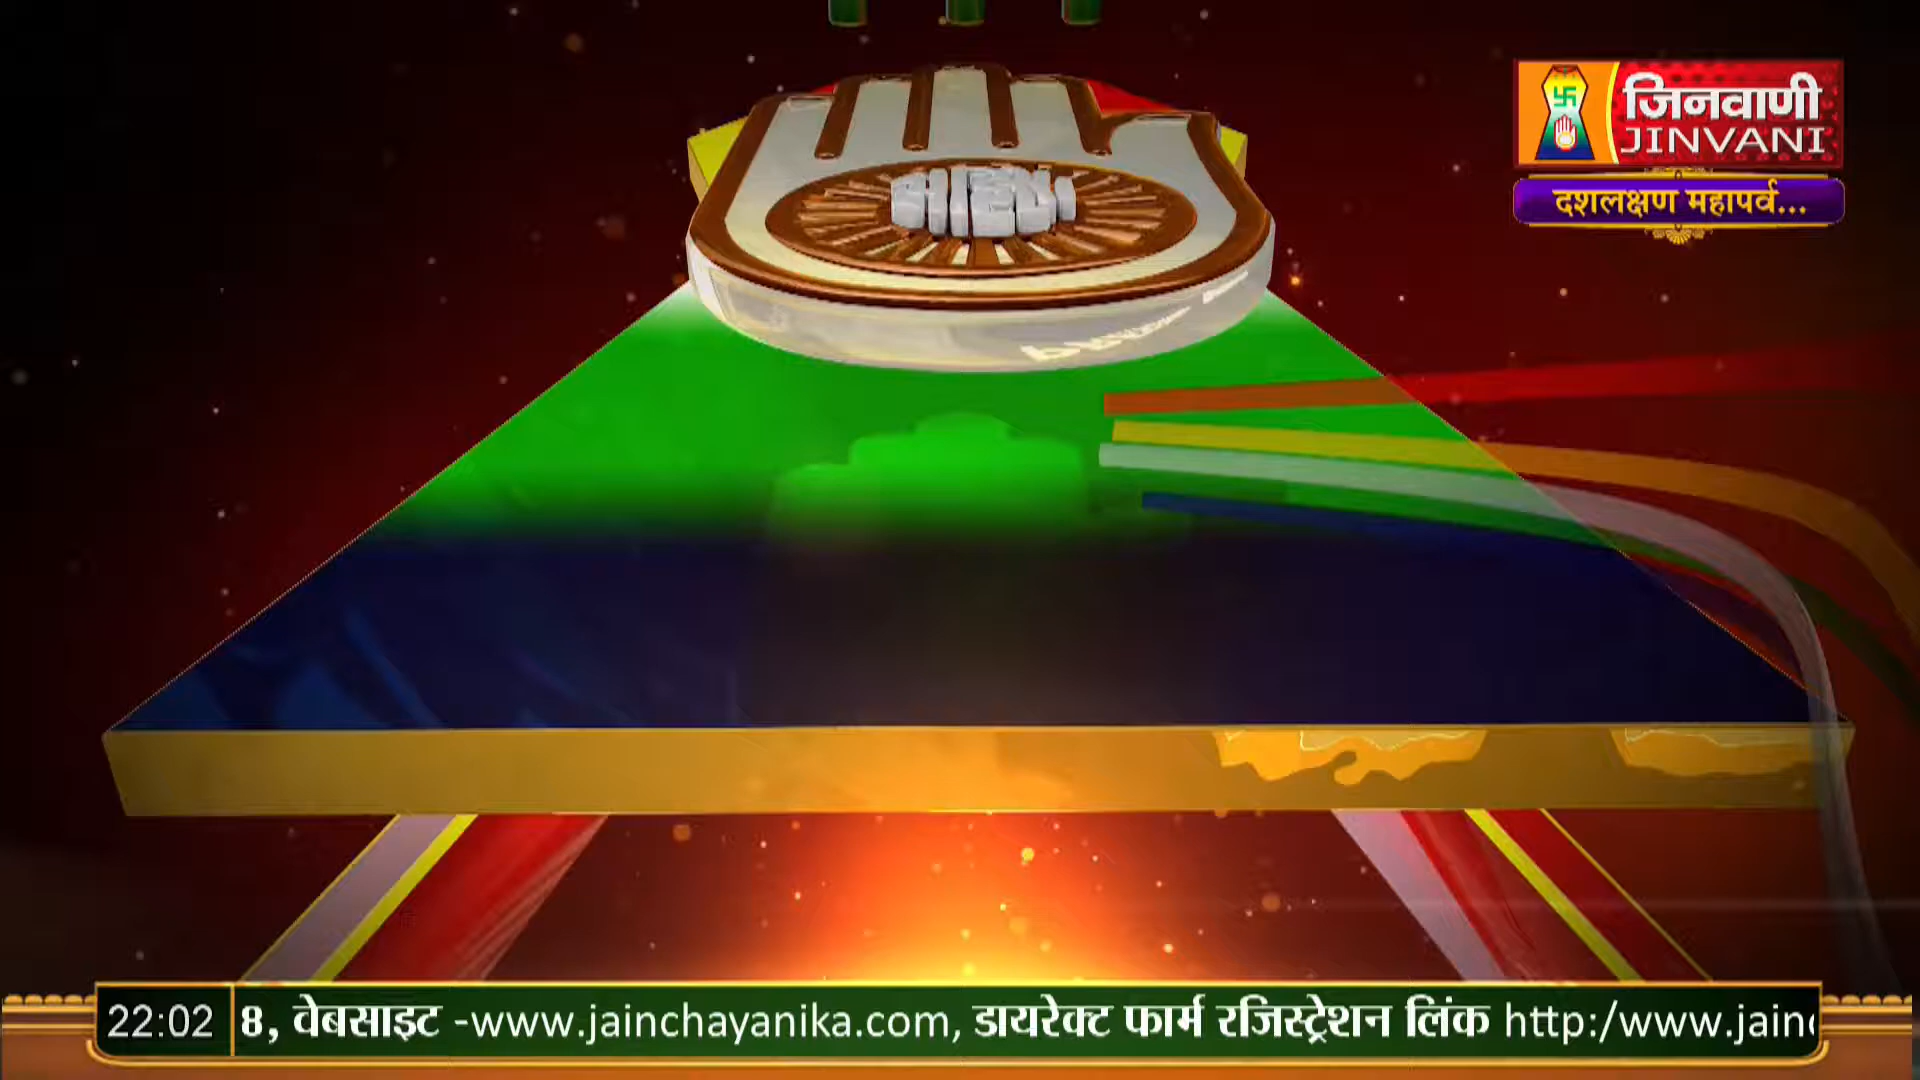 जिनवाणी
JINVANI
दशलक्षण महापर्व...
अहिंसा
22:02
8, वेबसाइट -www.jainchayanika.com, डायरेक्ट फार्म रजिस्ट्रेशन लिंक http:/www.jain